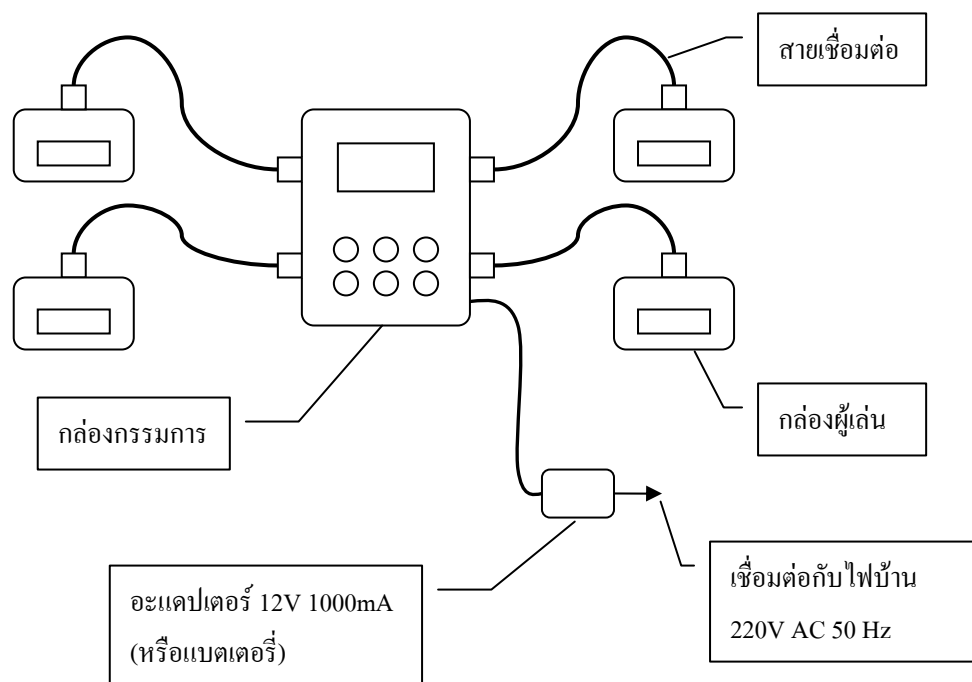 สายเชื่อมต่อ
กล่องกรรมการ
กล่องผู้เล่น
อะแดปเตอร์ 12V 1000mA
(หรือแบตเตอรี่)
เชื่อมต่อกับไฟบ้าน
220V AC 50 Hz